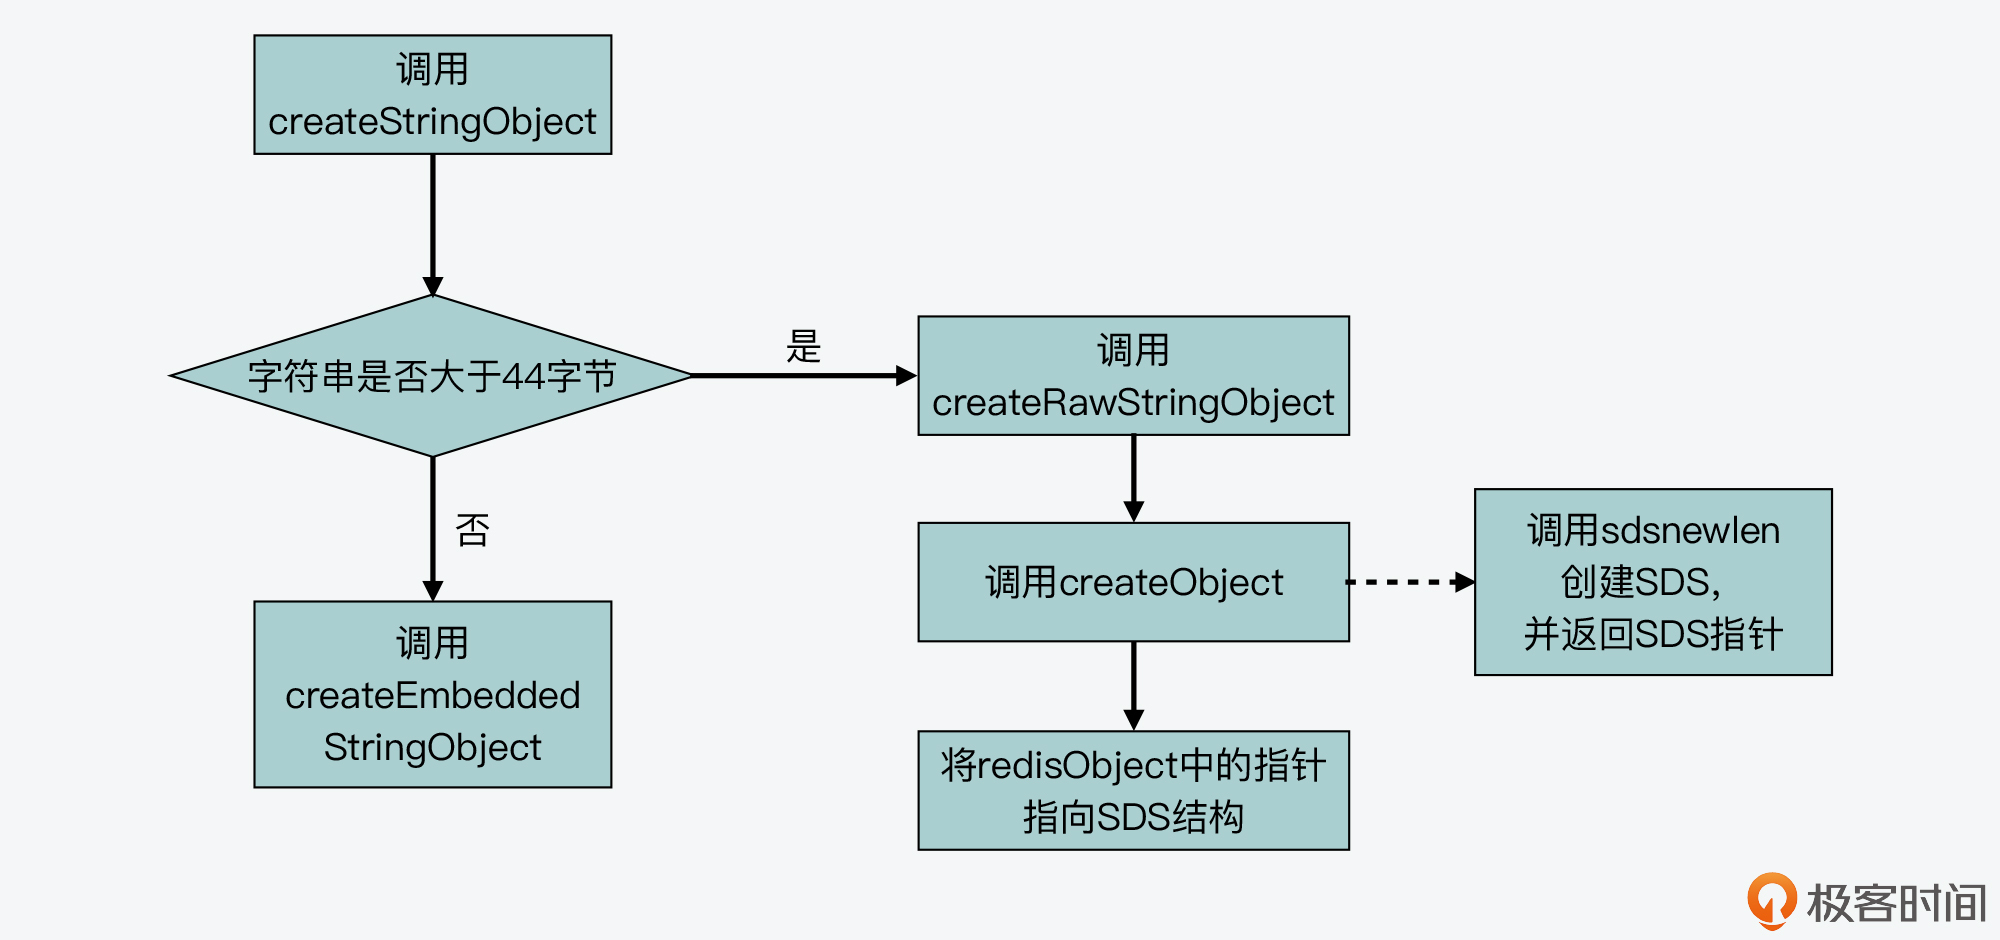 调用
createStringObject
字符串是否大于44字节
是
调用
createRawStringObject
否
调用createObject
调用sdsnewlen
创建SDS，
并返回SDS指针
调用
createEmbedded
StringObject
将redisObject中的指针
指向SDS结构
极客时间